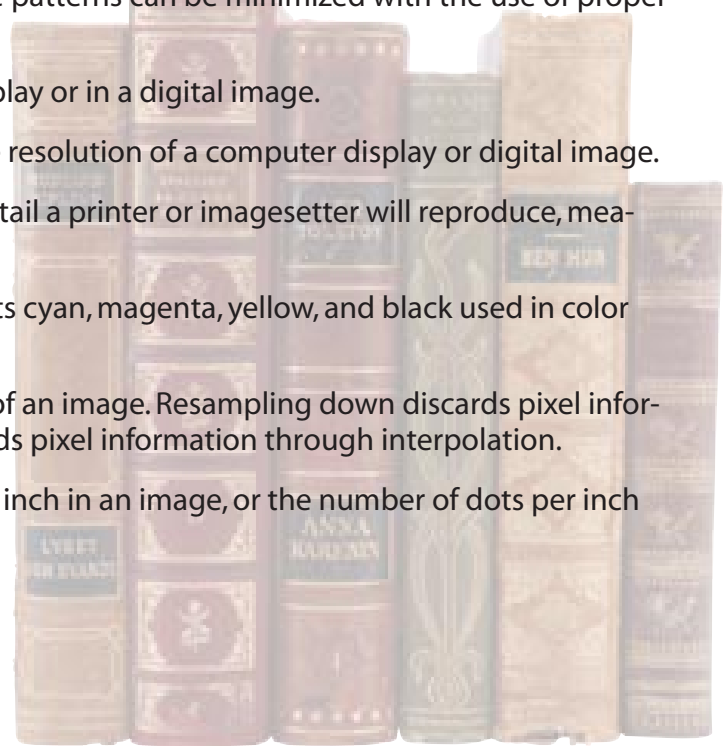 e patterns can be minimized with the use of proper
play or in a digital image.
e resolution of a computer display or digital image.
tail a printer or imagesetter will reproduce, mea-
ts cyan, magenta, yellow, and black used in color
of an image. Resampling down discards pixel infor-
ds pixel information through interpolation.
inch in an image, or the number of dots per inch
TOLSTOY
BEN HUR
ANNA
KARENIN